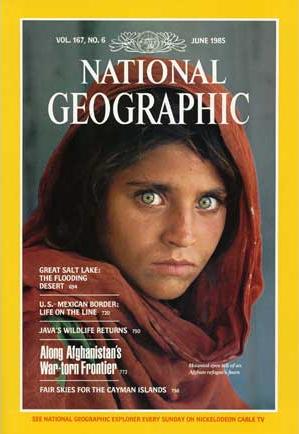 VOL. 167, NO. 6
JUNE 1985
NATIONAL
GEOGRAPHIC
GREAT SALT LAKE:
THE FLOODING
DESERT 694
U.S.-MEXICAN BORDER:
LIFE ON THE LINE 720
JAVA'S WILDLIFE RETURNS 750
Along Afghanistan's
War-torn Frontier 772
FAIR SKIES FOR THE CAYMAN ISLANDS 798
Haunted eyes tell of an
Afghan refugee's fears
SEE NATIONAL GEOGRAPHIC EXPLORER EVERY SUNDAY ON NICKELODEON CABLE TV